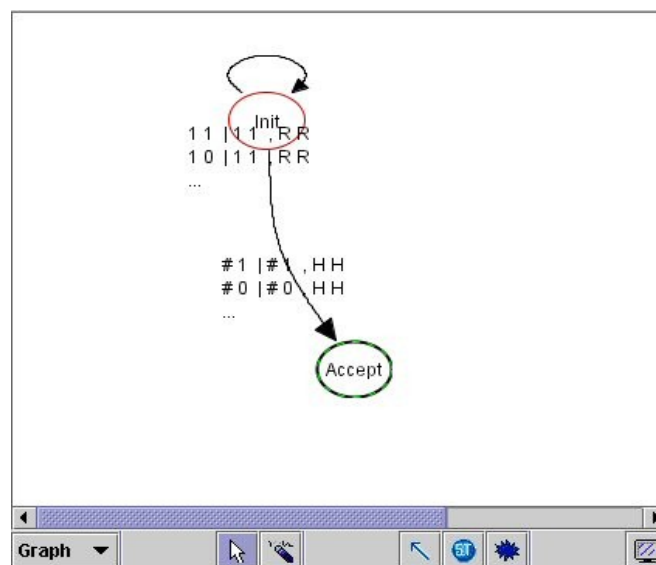 Init
1 1 | 1 1 , R R
1 0 | 1 1 , R R
...
# 1 | # 1 , H H
# 0 | # 0 , H H
...
Accept
Graph